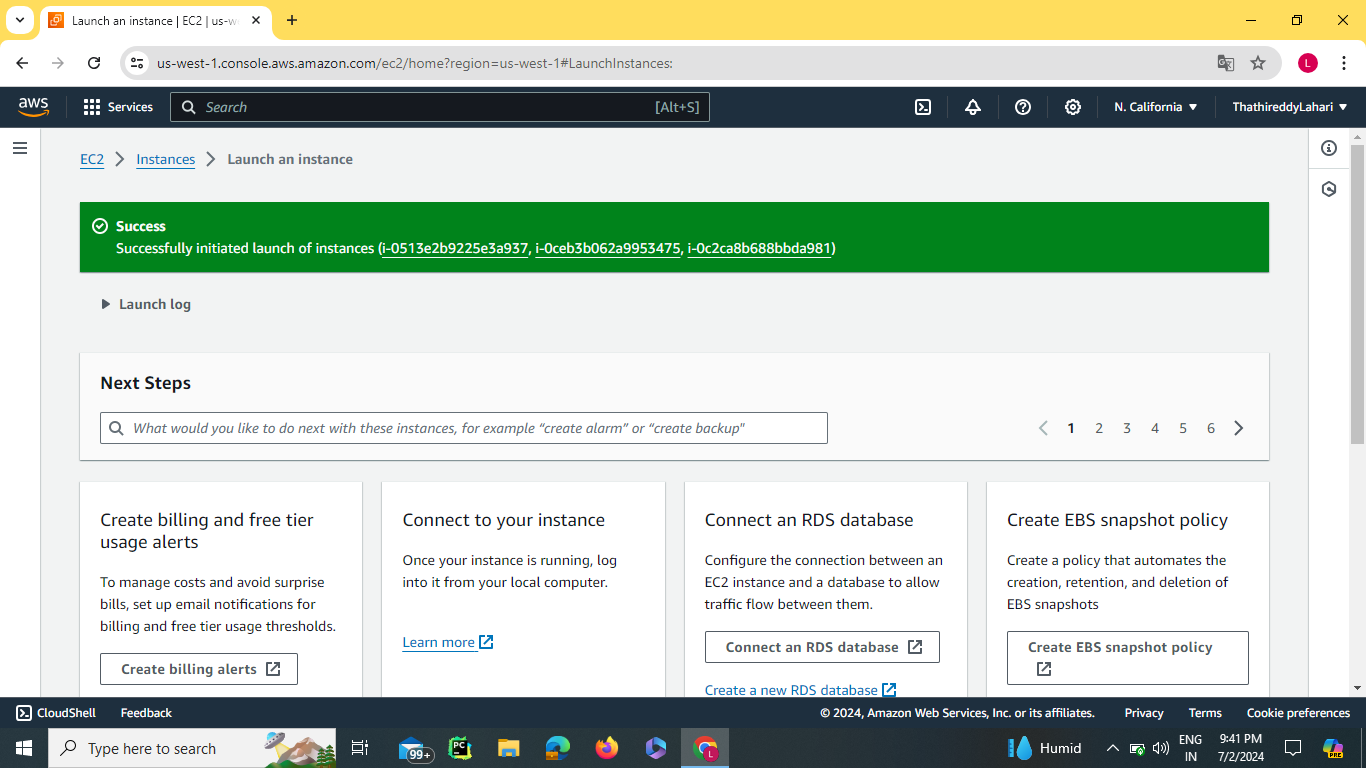 Launch an instance | EC2 | us-w
us-west-1.console.aws.amazon.com/ec2/home?region=us-west-1#LaunchInstances:
L
aws
Services
Search
[Alt+S]
N. California
ThathireddyLahari
EC2
Instances
Launch an instance
Success
Successfully initiated launch of instances (i-0513e2b9225e3a937, i-0ceb3b062a9953475, i-0c2ca8b688bbda981)
Launch log
Next Steps
What would you like to do next with these instances, for example “create alarm” or “create backup”
1 2 3 4 5 6
Create billing and free tier
usage alerts
To manage costs and avoid surprise
bills, set up email notifications for
billing and free tier usage thresholds.
Create billing alerts
Connect to your instance
Once your instance is running, log
into it from your local computer.
Learn more
Connect an RDS database
Configure the connection between an
EC2 instance and a database to allow
traffic flow between them.
Connect an RDS database
Create a new RDS database
Create EBS snapshot policy
Create a policy that automates the
creation, retention, and deletion of
EBS snapshots
Create EBS snapshot policy
CloudShell
Feedback
© 2024, Amazon Web Services, Inc. or its affiliates.
Privacy
Terms
Cookie preferences
Type here to search
99+
PC
L
Humid
ENG
IN
9:41 PM
7/2/2024
PRE